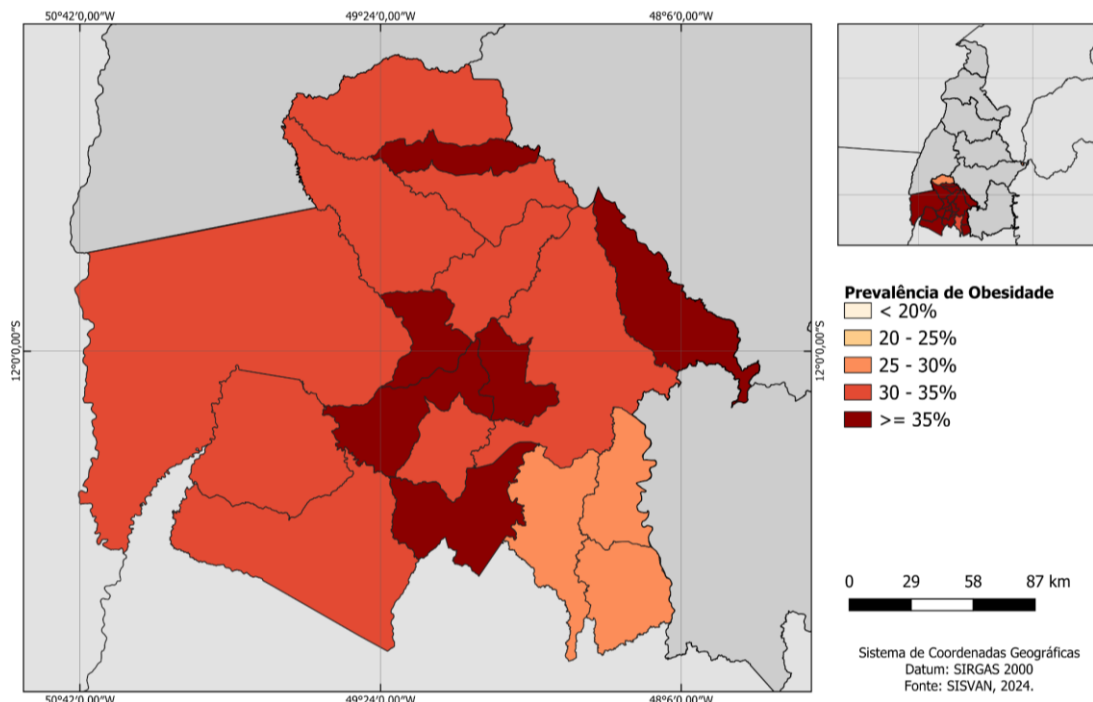 50°42'0,00"W 49°24'0,00"W 48°6'0,00"W
12°0'0,00"S 12°0'0,00"S
Prevalência de Obesidade
< 20%
20 - 25%
25 - 30%
30 - 35%
>= 35%
0 29 58 87 km
Sistema de Coordenadas Geográficas
Datum: SIRGAS 2000
Fonte: SISVAN, 2024.
50°42'0,00"W 49°24'0,00"W 48°6'0,00"W